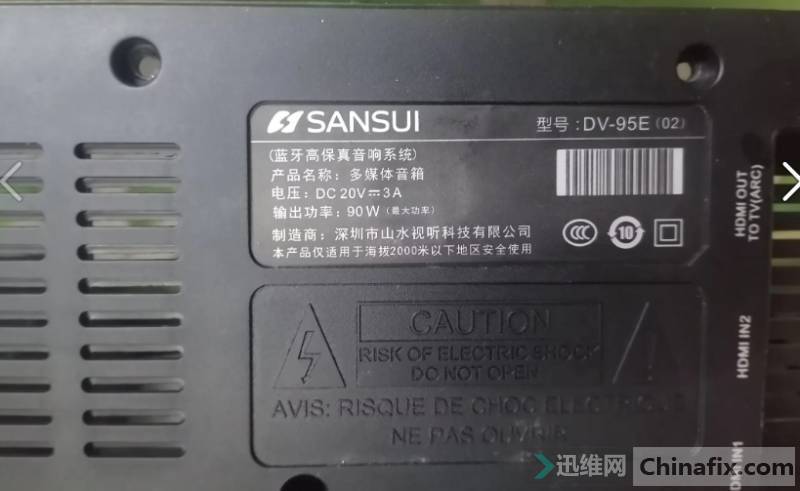 SANSUI
型号:DV-95E(02)
(蓝牙高保真音响系统)
产品名称:多媒体音箱
电压:DC 20V⎓3A
输出功率:90W(最大功率)
制造商:深圳市山水视听科技有限公司
本产品仅适用于海拔2000米以下地区安全使用
CCC
10
HDMI OUT
TO TV(ARC)
HDMI IN2
CAUTION
RISK OF ELECTRIC SHOCK
DO NOT OPEN
AVIS: RISQUE DE CHOC ELECTRIQUE
NE PAS OUVRIR
HDMI IN1
迅维网
Chinafix.com